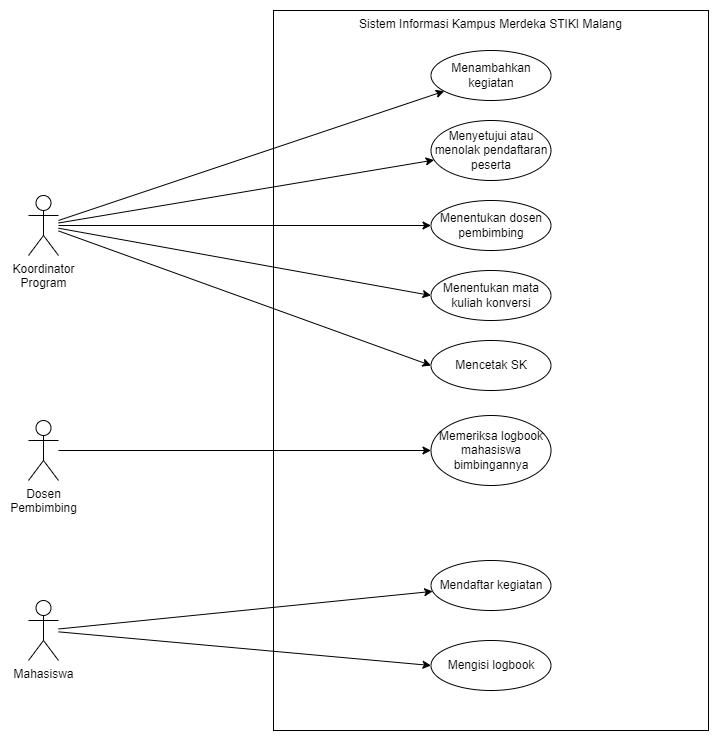 Sistem Informasi Kampus Merdeka STIKI Malang
Menambahkan
kegiatan
Menyetujui atau
menolak pendaftaran
peserta
Koordinator
Program
Menentukan dosen
pembimbing
Menentukan mata
kuliah konversi
Mencetak SK
Dosen
Pembimbing
Memeriksa logbook
mahasiswa
bimbingannya
Mahasiswa
Mendaftar kegiatan
Mengisi logbook